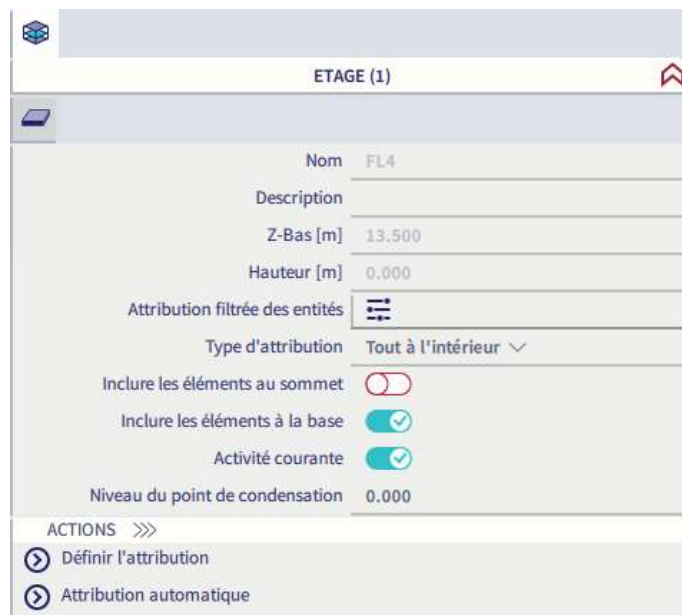 ETAGE (1)
Nom FL4
Description
Z-Bas [m] 13.500
Hauteur [m] 0.000
Attribution filtrée des entités
Type d'attribution Tout à l'intérieur
Inclure les éléments au sommet
Inclure les éléments à la base
Activité courante
Niveau du point de condensation 0.000
ACTIONS >>>
Définir l'attribution
Attribution automatique